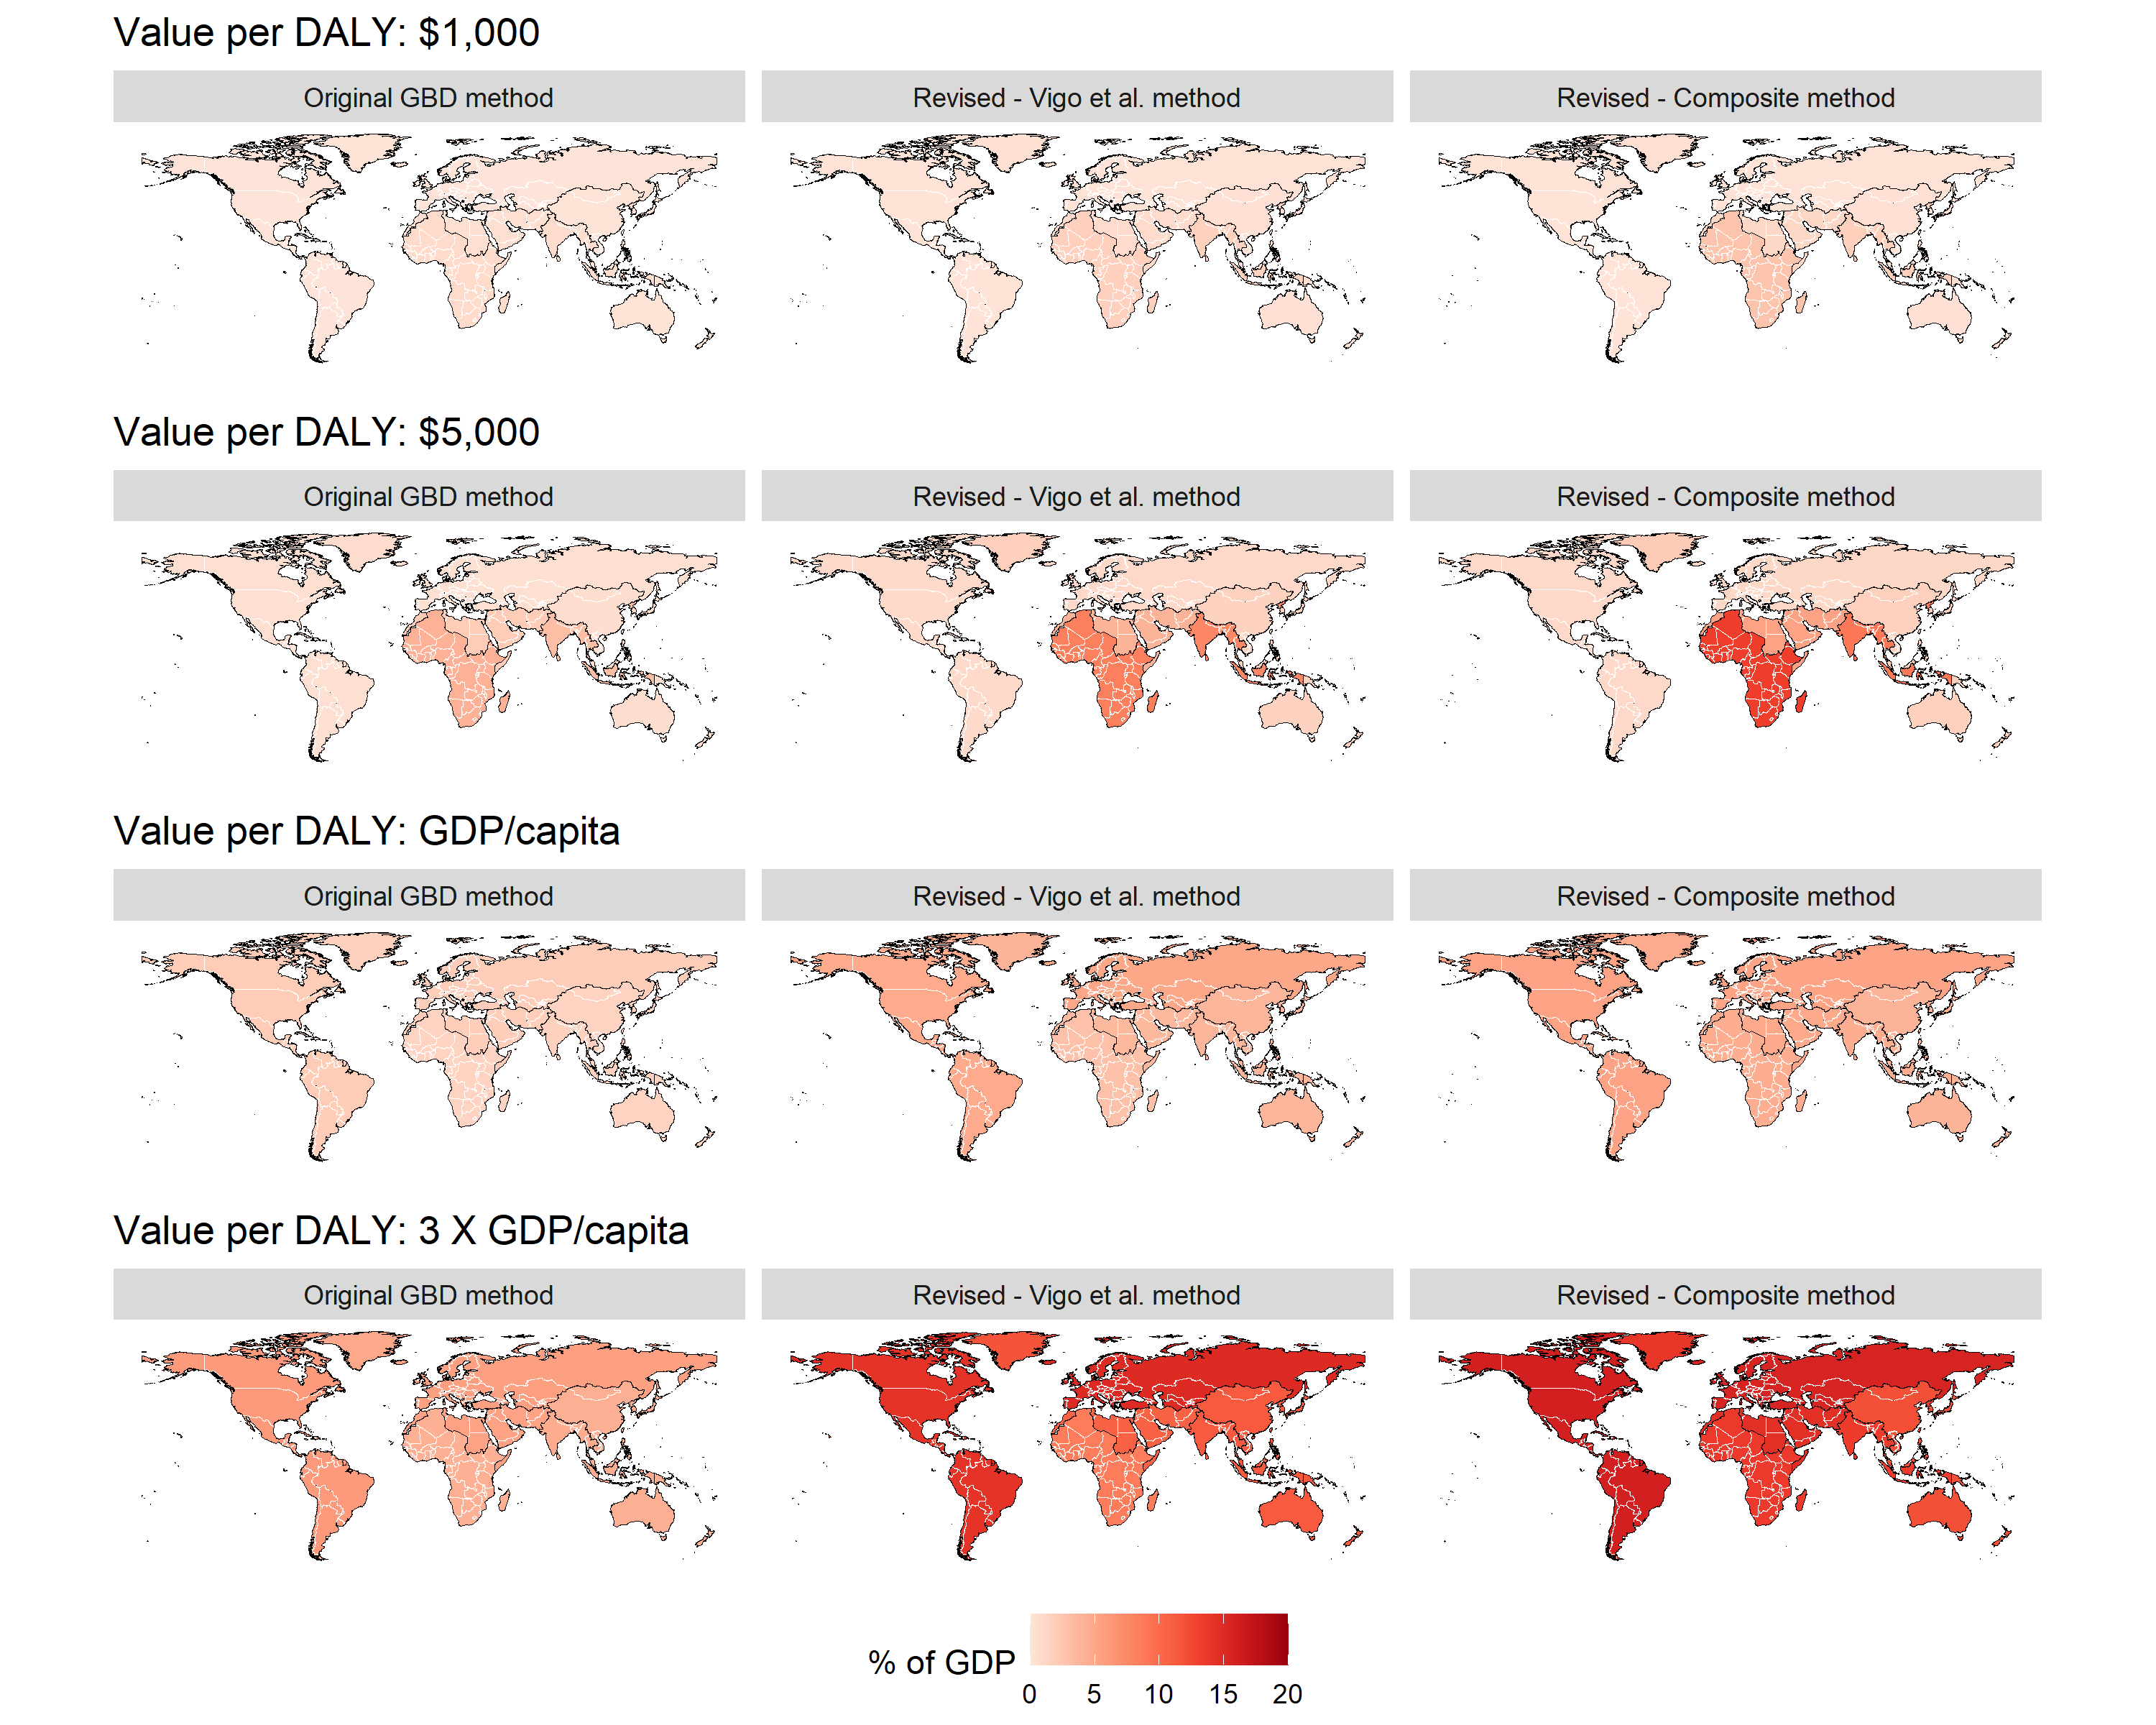 Value per DALY: $1,000
Original GBD method
Revised - Vigo et al. method
Revised - Composite method
Value per DALY: $5,000
Original GBD method
Revised - Vigo et al. method
Revised - Composite method
Value per DALY: GDP/capita
Original GBD method
Revised - Vigo et al. method
Revised - Composite method
Value per DALY: 3 X GDP/capita
Original GBD method
Revised - Vigo et al. method
Revised - Composite method
% of GDP
0 5 10 15 20